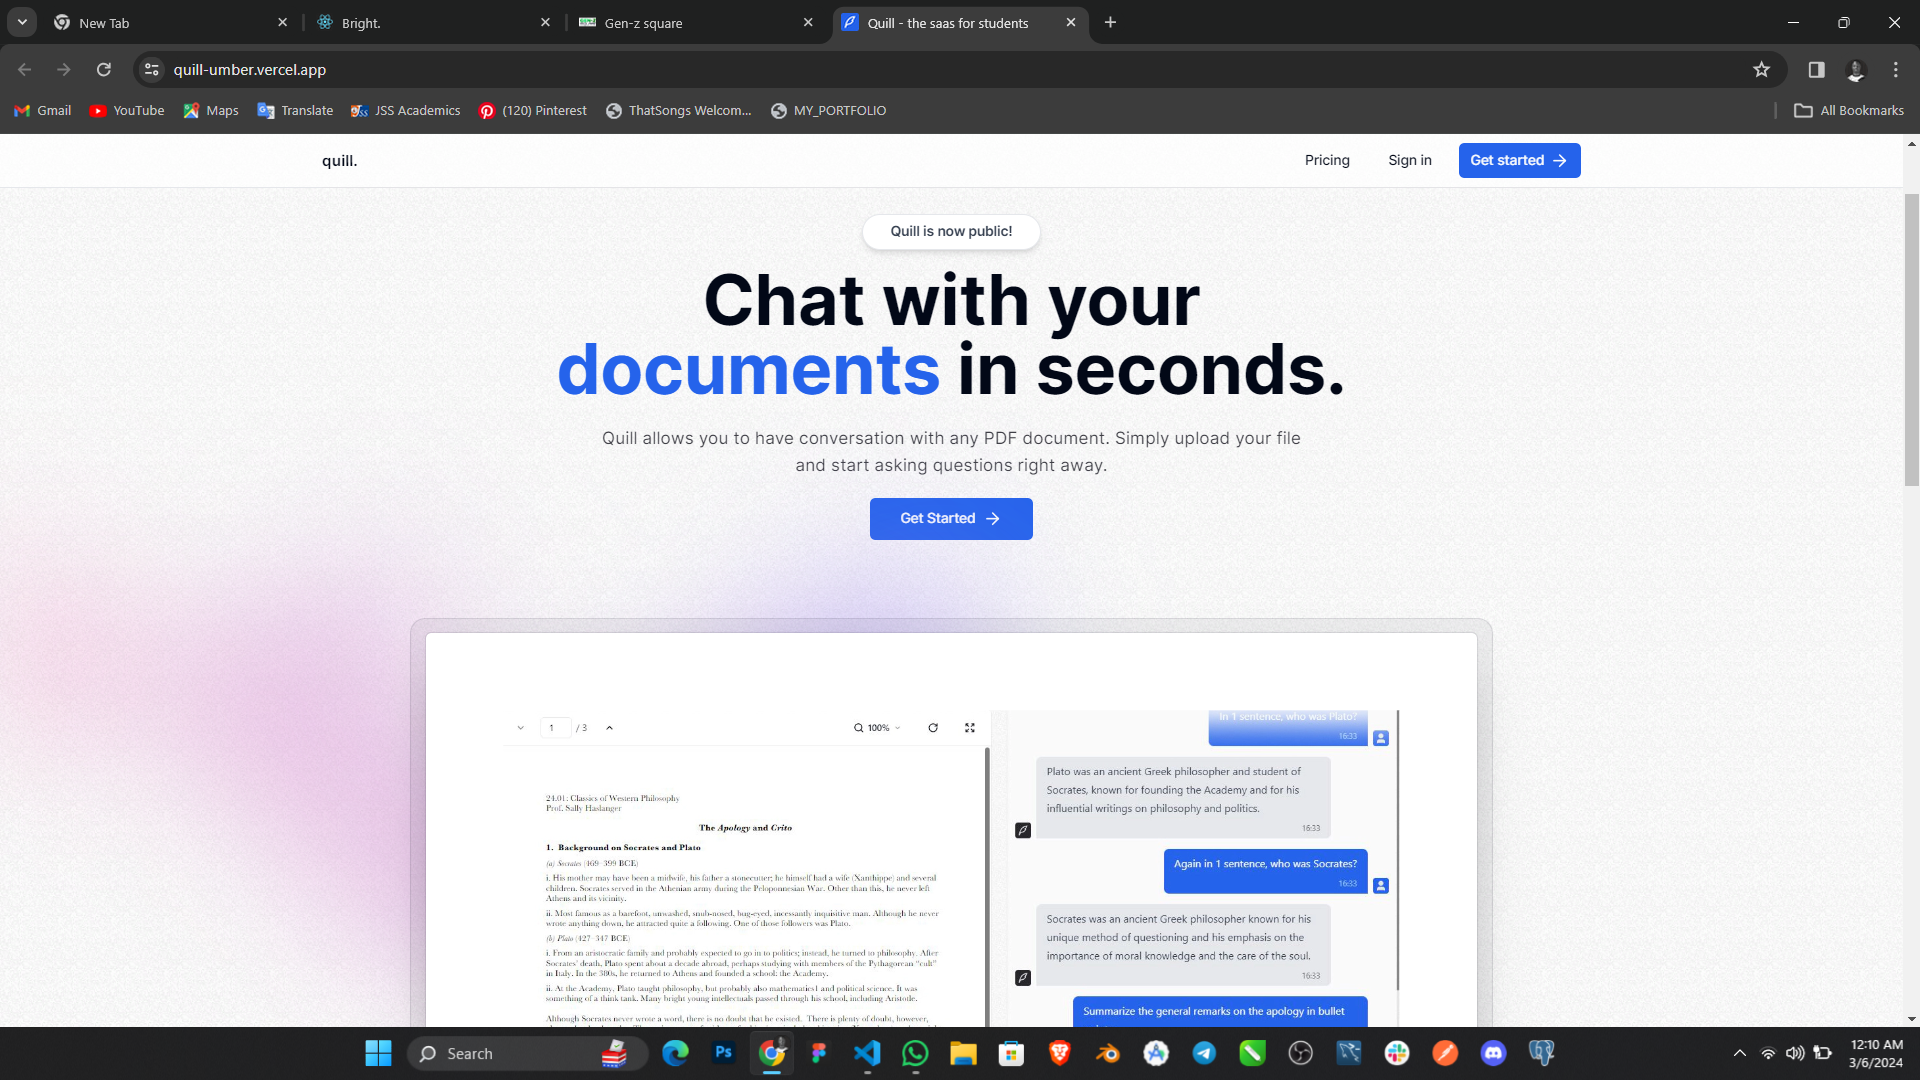 New Tab
Bright.
Gen-z square
Quill - the saas for students
quill-umber.vercel.app
Gmail
YouTube
Maps
Translate
JSS Academics
(120) Pinterest
ThatSongs Welcom...
MY_PORTFOLIO
All Bookmarks
quill.
Pricing
Sign in
Get started
Quill is now public!
Chat with your
documents in seconds.
Quill allows you to have conversation with any PDF document. Simply upload your file
and start asking questions right away.
Get Started
1 / 3
100%
24.01: Classics of Western Philosophy
Prof. Sally Haslanger
The Apology and Crito
1. Background on Socrates and Plato
(a) Socrates (469–399 BCE)
i. His mother may have been a midwife, his father a stonecutter; he himself had a wife (Xanthippe) and several
children. Socrates served in the Athenian army during the Peloponnesian War. Other than this, he never left
Athens and its vicinity.
ii. Most famous as a barefoot, unwashed, snub-nosed, bug-eyed, incessantly inquisitive man. Although he never
wrote anything down, he attracted quite a following. One of those followers was Plato.
(b) Plato (427–347 BCE)
i. From an aristocratic family and probably expected to go in to politics; instead, he turned to philosophy. After
Socrates' death, Plato spent about a decade abroad, perhaps studying with members of the Pythagorean "cult"
in Italy. In the 380s, he returned to Athens and founded a school: the Academy.
ii. At the Academy, Plato taught philosophy, but probably also mathematics1 and political science. It was
something of a think tank. Many bright young intellectuals passed through his school, including Aristotle.
Although Socrates never wrote a word, there is no doubt that he existed. There is plenty of doubt, however,
In 1 sentence, who was Plato?
16:33
Plato was an ancient Greek philosopher and student of
Socrates, known for founding the Academy and for his
influential writings on philosophy and politics.
16:33
Again in 1 sentence, who was Socrates?
16:33
Socrates was an ancient Greek philosopher known for his
unique method of questioning and his emphasis on the
importance of moral knowledge and the care of the soul.
16:33
Summarize the general remarks on the apology in bullet
Search
Ps
12:10 AM
3/6/2024